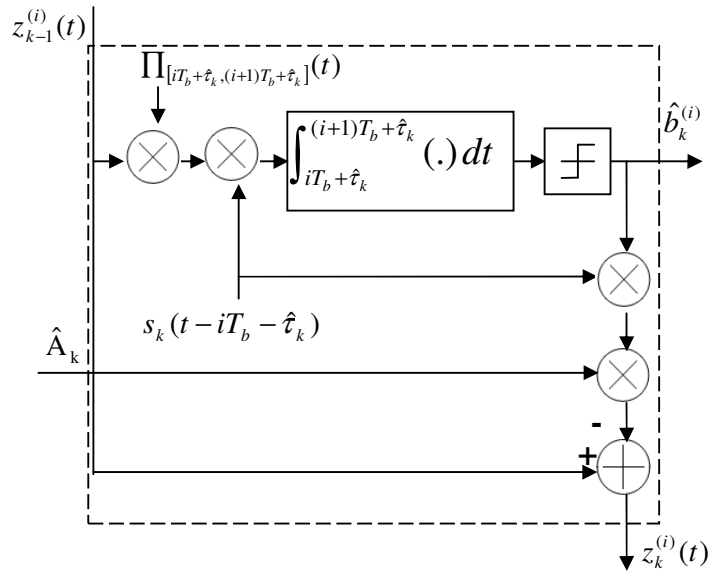 z_{k-1}^{(i)}(t)
∏_{[iT_b+τ̂_k,(i+1)T_b+τ̂_k]}(t)
∫_{iT_b+τ̂_k}^{(i+1)T_b+τ̂_k} (.) dt
b̂_k^{(i)}
s_k(t − iT_b − τ̂_k)
Â_k
-
+
z_k^{(i)}(t)